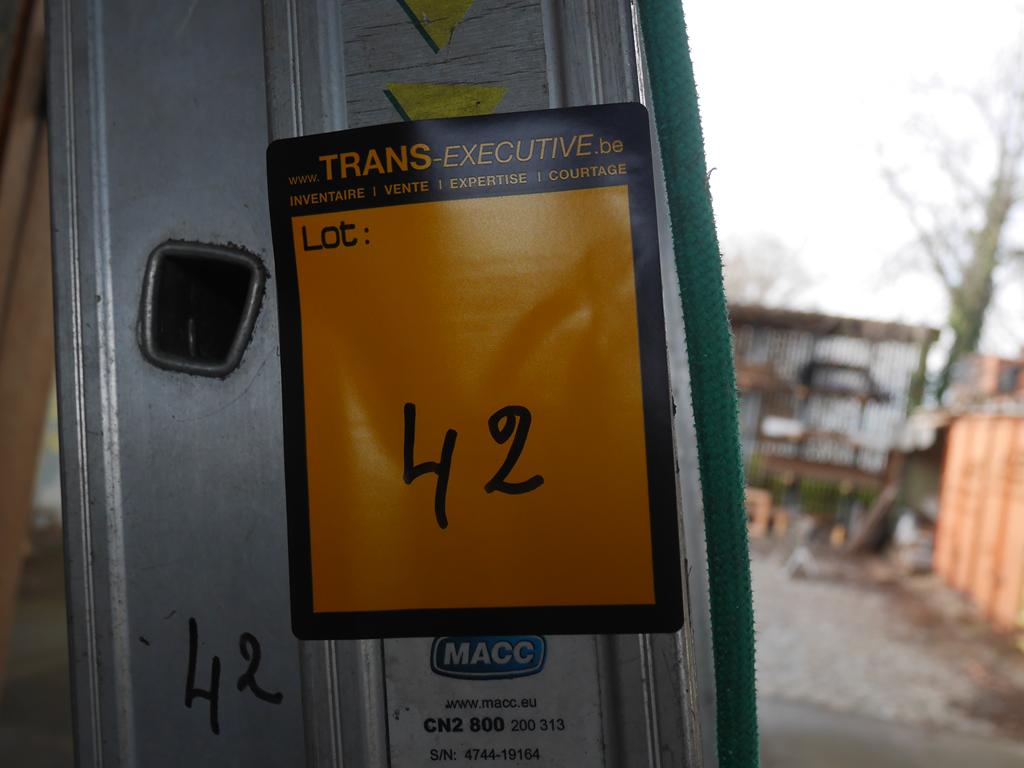 www.TRANS-EXECUTIVE.be
INVENTAIRE | VENTE | EXPERTISE | COURTAGE
Lot:
42
42
MACC
www.macc.eu
CN2 800 200 313
S/N: 4744-19164